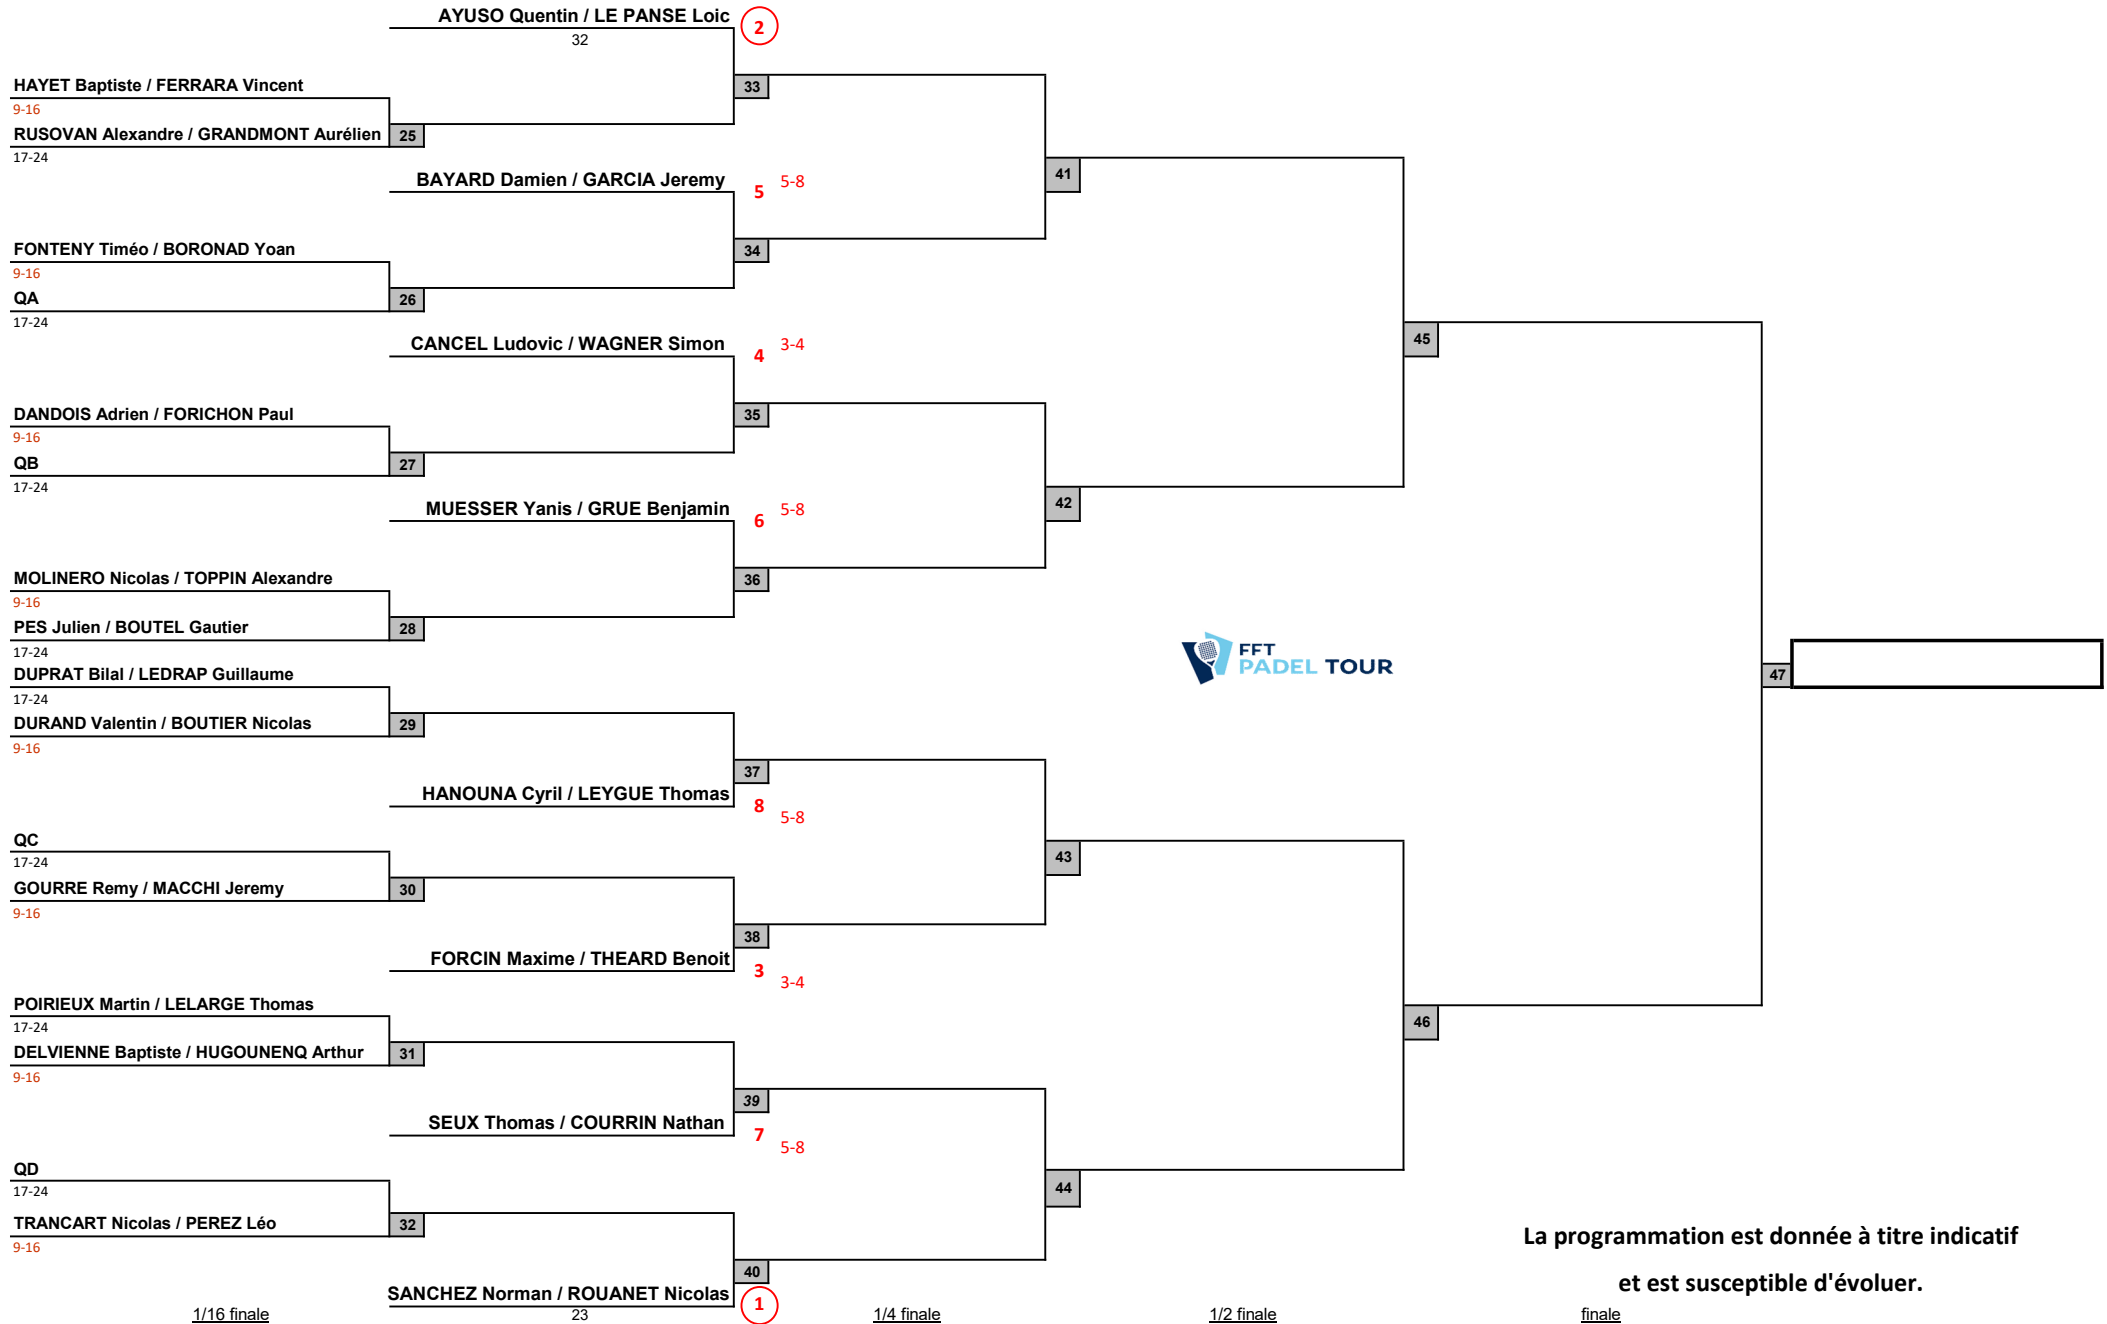 AYUSO Quentin / LE PANSE Loic
2
32
HAYET Baptiste / FERRARA Vincent
33
9-16
RUSOVAN Alexandre / GRANDMONT Aurélien
25
17-24
BAYARD Damien / GARCIA Jeremy
5
5-8
41
FONTENY Timéo / BORONAD Yoan
34
9-16
QA
26
17-24
CANCEL Ludovic / WAGNER Simon
4
3-4
45
DANDOIS Adrien / FORICHON Paul
35
9-16
QB
27
17-24
MUESSER Yanis / GRUE Benjamin
6
5-8
42
MOLINERO Nicolas / TOPPIN Alexandre
36
9-16
PES Julien / BOUTEL Gautier
28
17-24
FFT
PADEL TOUR
47
DUPRAT Bilal / LEDRAP Guillaume
17-24
DURAND Valentin / BOUTIER Nicolas
29
9-16
37
HANOUNA Cyril / LEYGUE Thomas
8
5-8
QC
17-24
43
GOURRE Remy / MACCHI Jeremy
30
9-16
38
FORCIN Maxime / THEARD Benoit
3
3-4
POIRIEUX Martin / LELARGE Thomas
17-24
46
DELVIENNE Baptiste / HUGOUNENQ Arthur
31
9-16
39
SEUX Thomas / COURRIN Nathan
7
5-8
QD
17-24
44
TRANCART Nicolas / PEREZ Léo
32
9-16
La programmation est donnée à titre indicatif
et est susceptible d'évoluer.
40
SANCHEZ Norman / ROUANET Nicolas
1
1/16 finale
23
1/4 finale
1/2 finale
finale